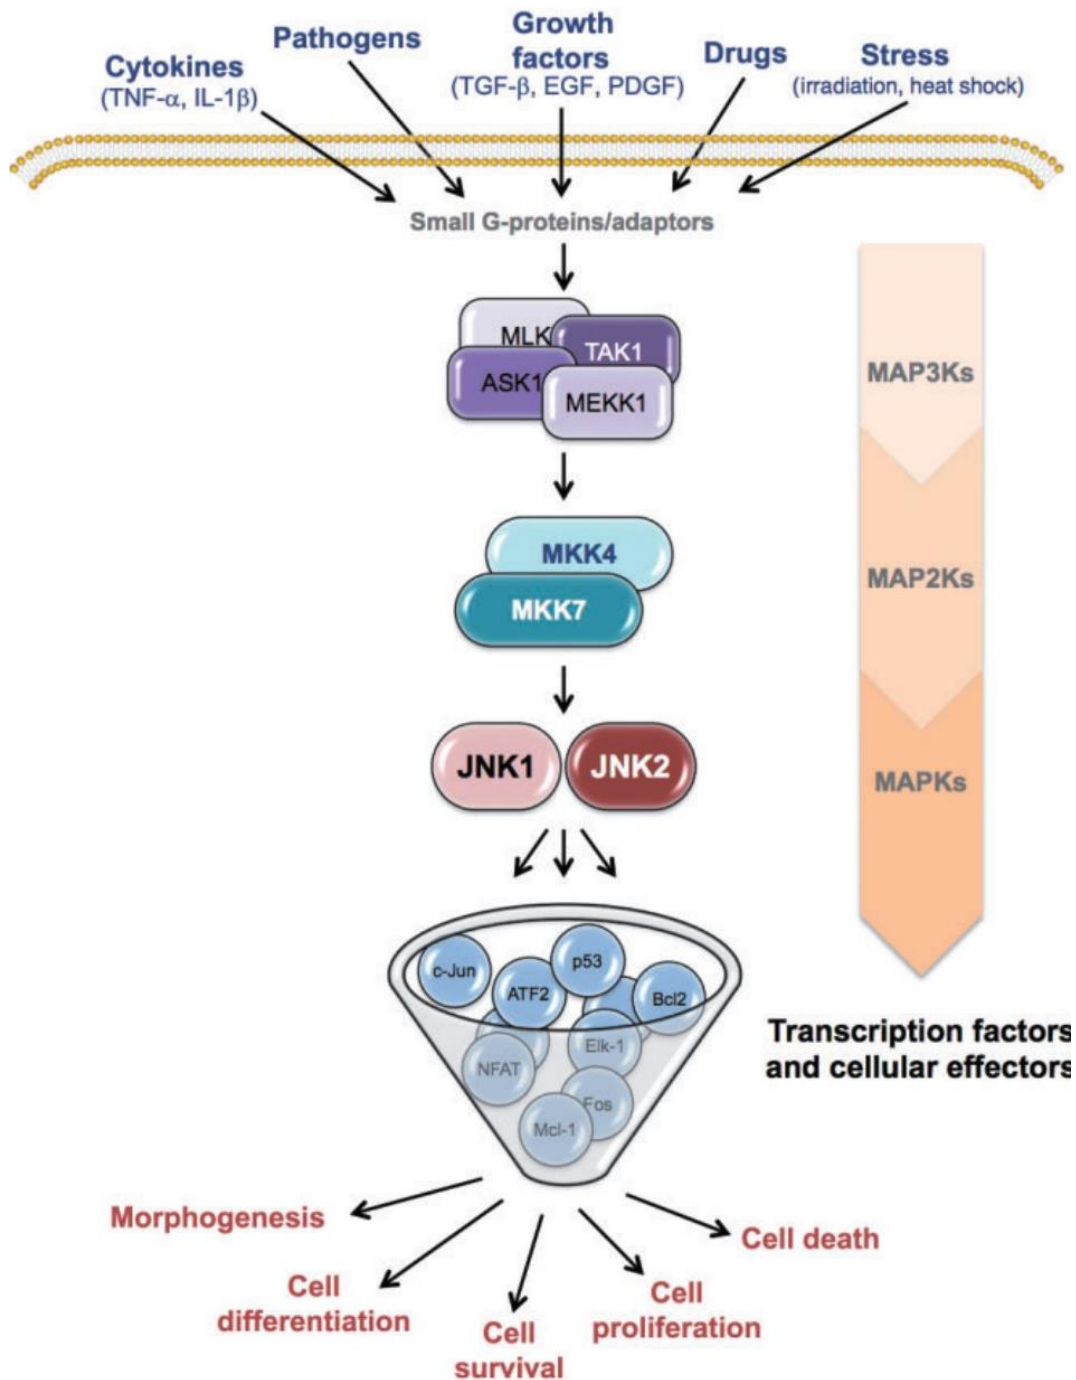 Pathogens
Growth
factors
(TGF-β, EGF, PDGF)
Drugs
Stress
(irradiation, heat shock)
Cytokines
(TNF-α, IL-1β)
Small G-proteins/adaptors
MLK
TAK1
ASK1
MEKK1
MAP3Ks
MKK4
MKK7
MAP2Ks
JNK1
JNK2
MAPKs
c-Jun
p53
ATF2
Bcl2
NFAT
Elk-1
Fos
Mcl-1
Transcription factors
and cellular effectors
Morphogenesis
Cell
differentiation
Cell
survival
Cell
proliferation
Cell death